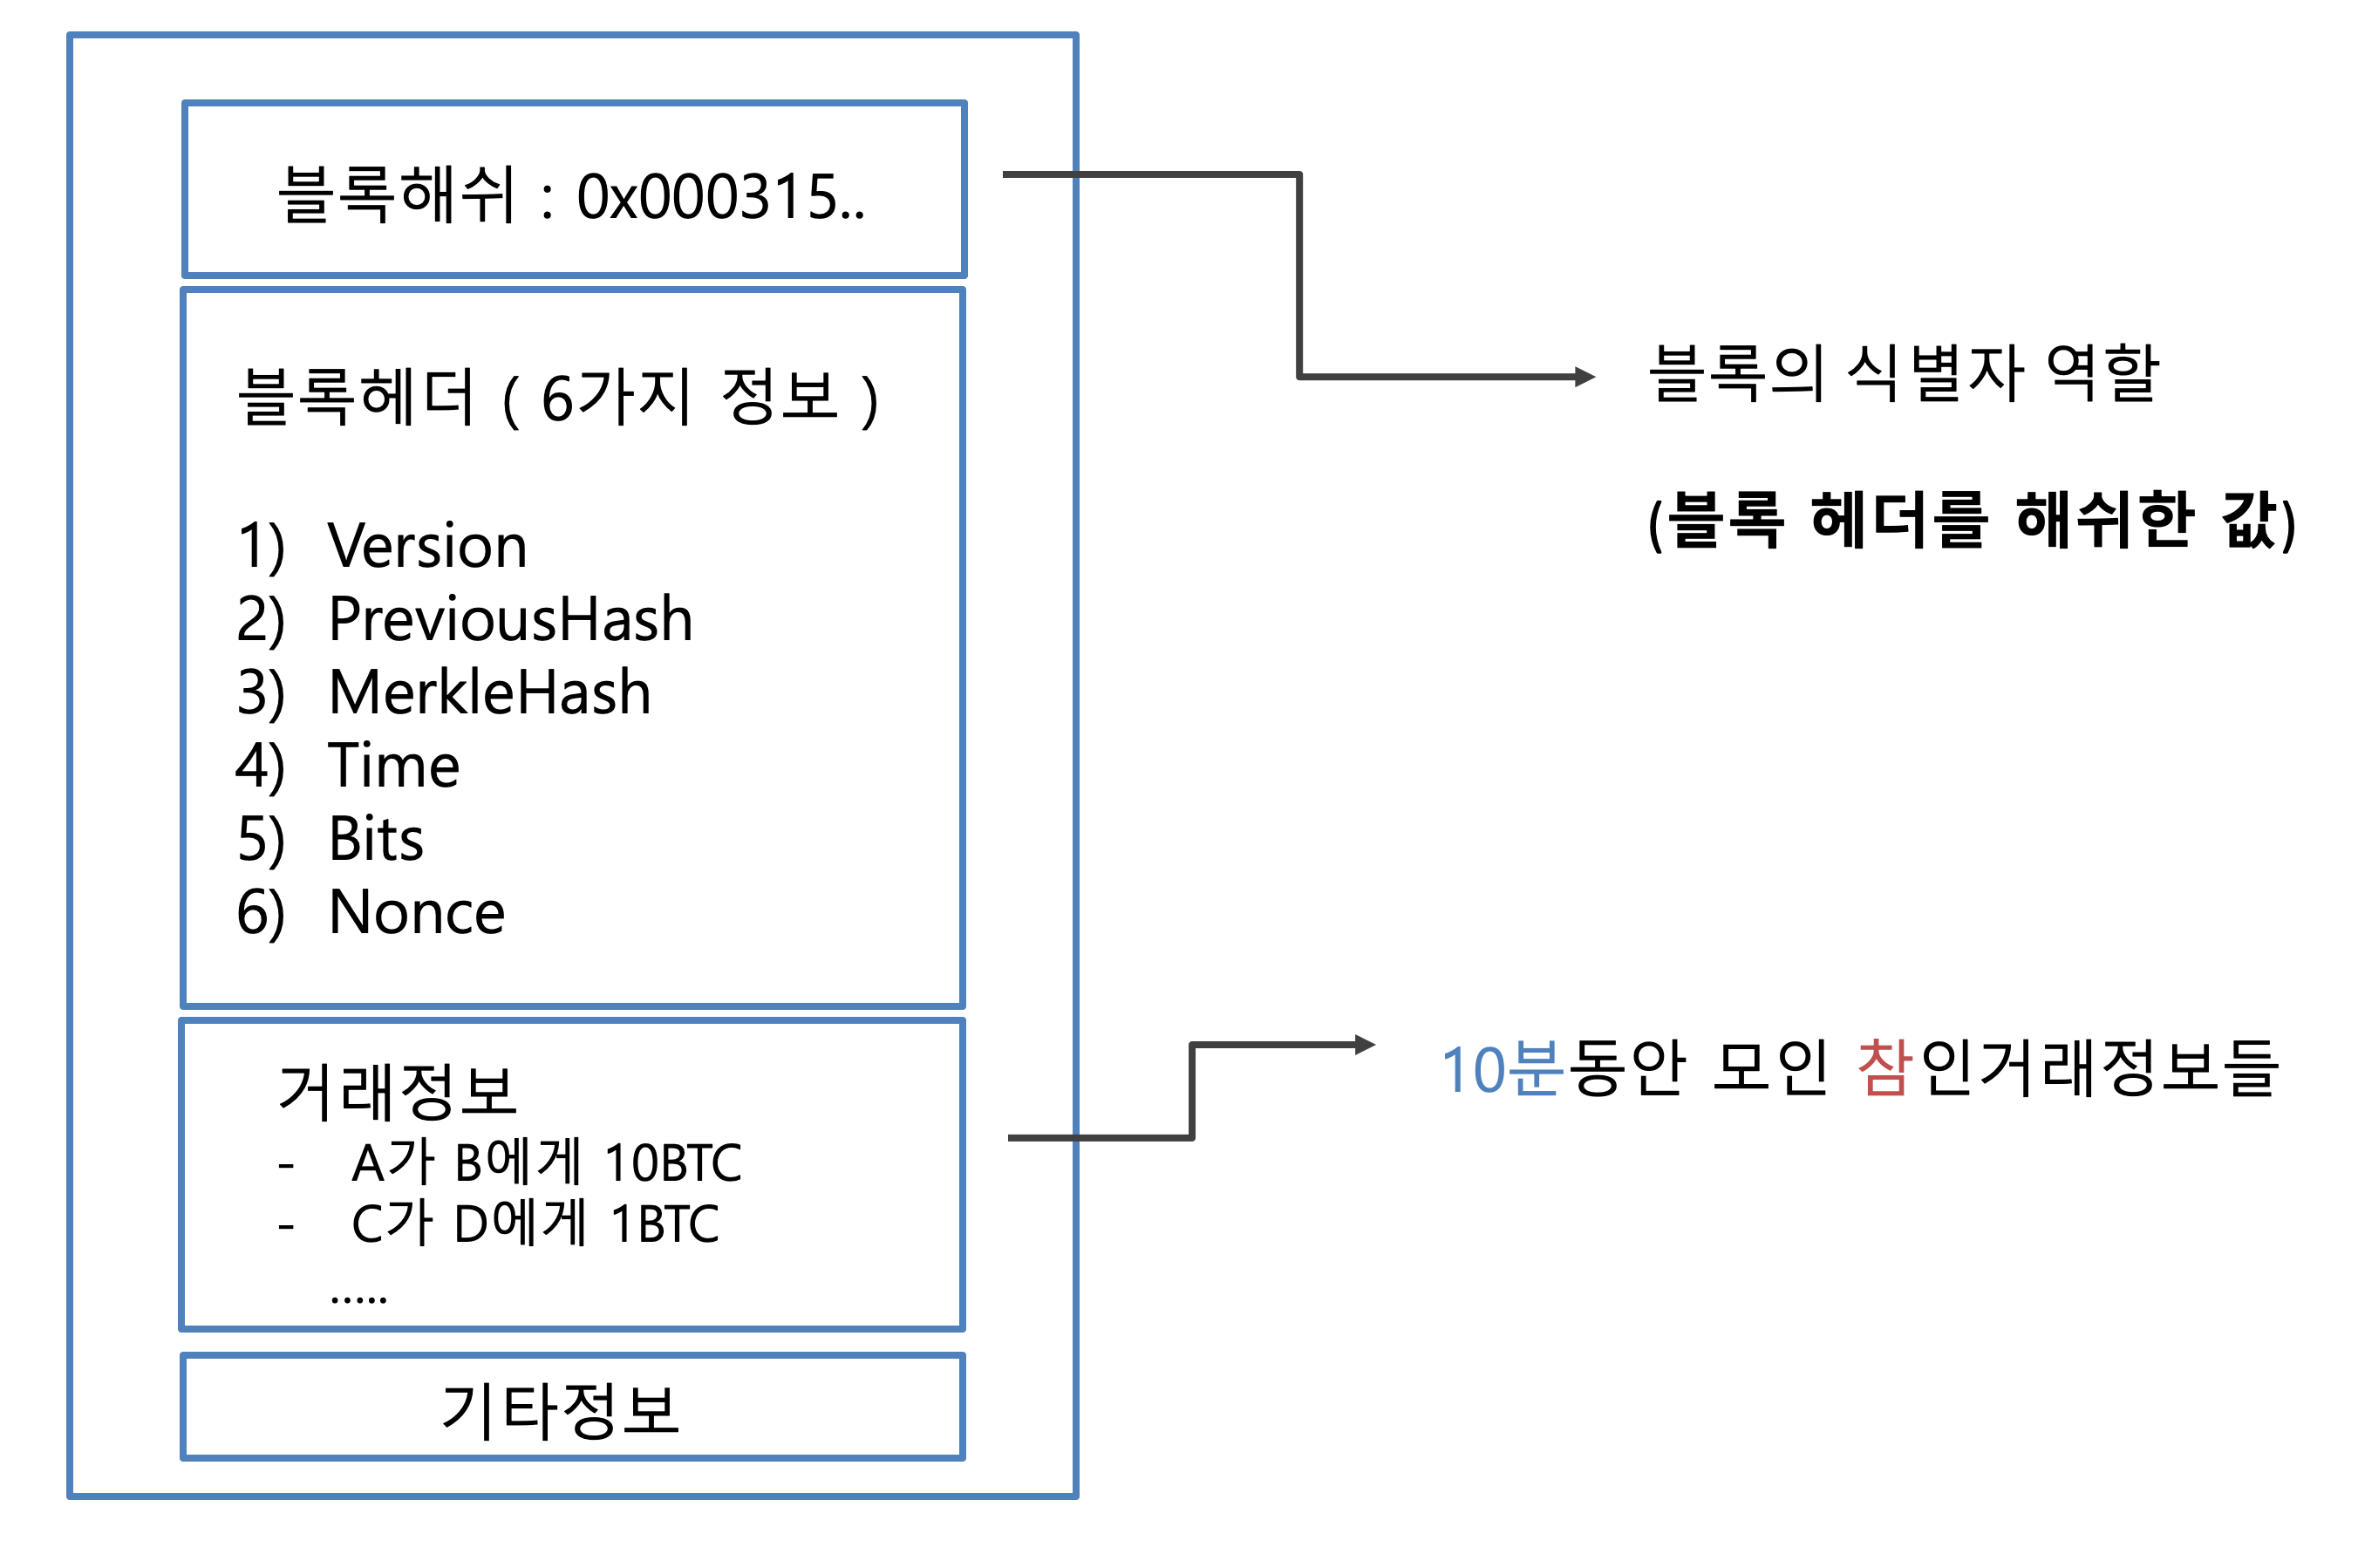 블록해쉬 : 0x000315..
블록헤더 ( 6가지 정보 )
1) Version
2) PreviousHash
3) MerkleHash
4) Time
5) Bits
6) Nonce
거래정보
- A가 B에게 10BTC
- C가 D에게 1BTC
.....
기타정보
블록의 식별자 역할
(블록 헤더를 해쉬한 값)
10분동안 모인 참인거래정보들